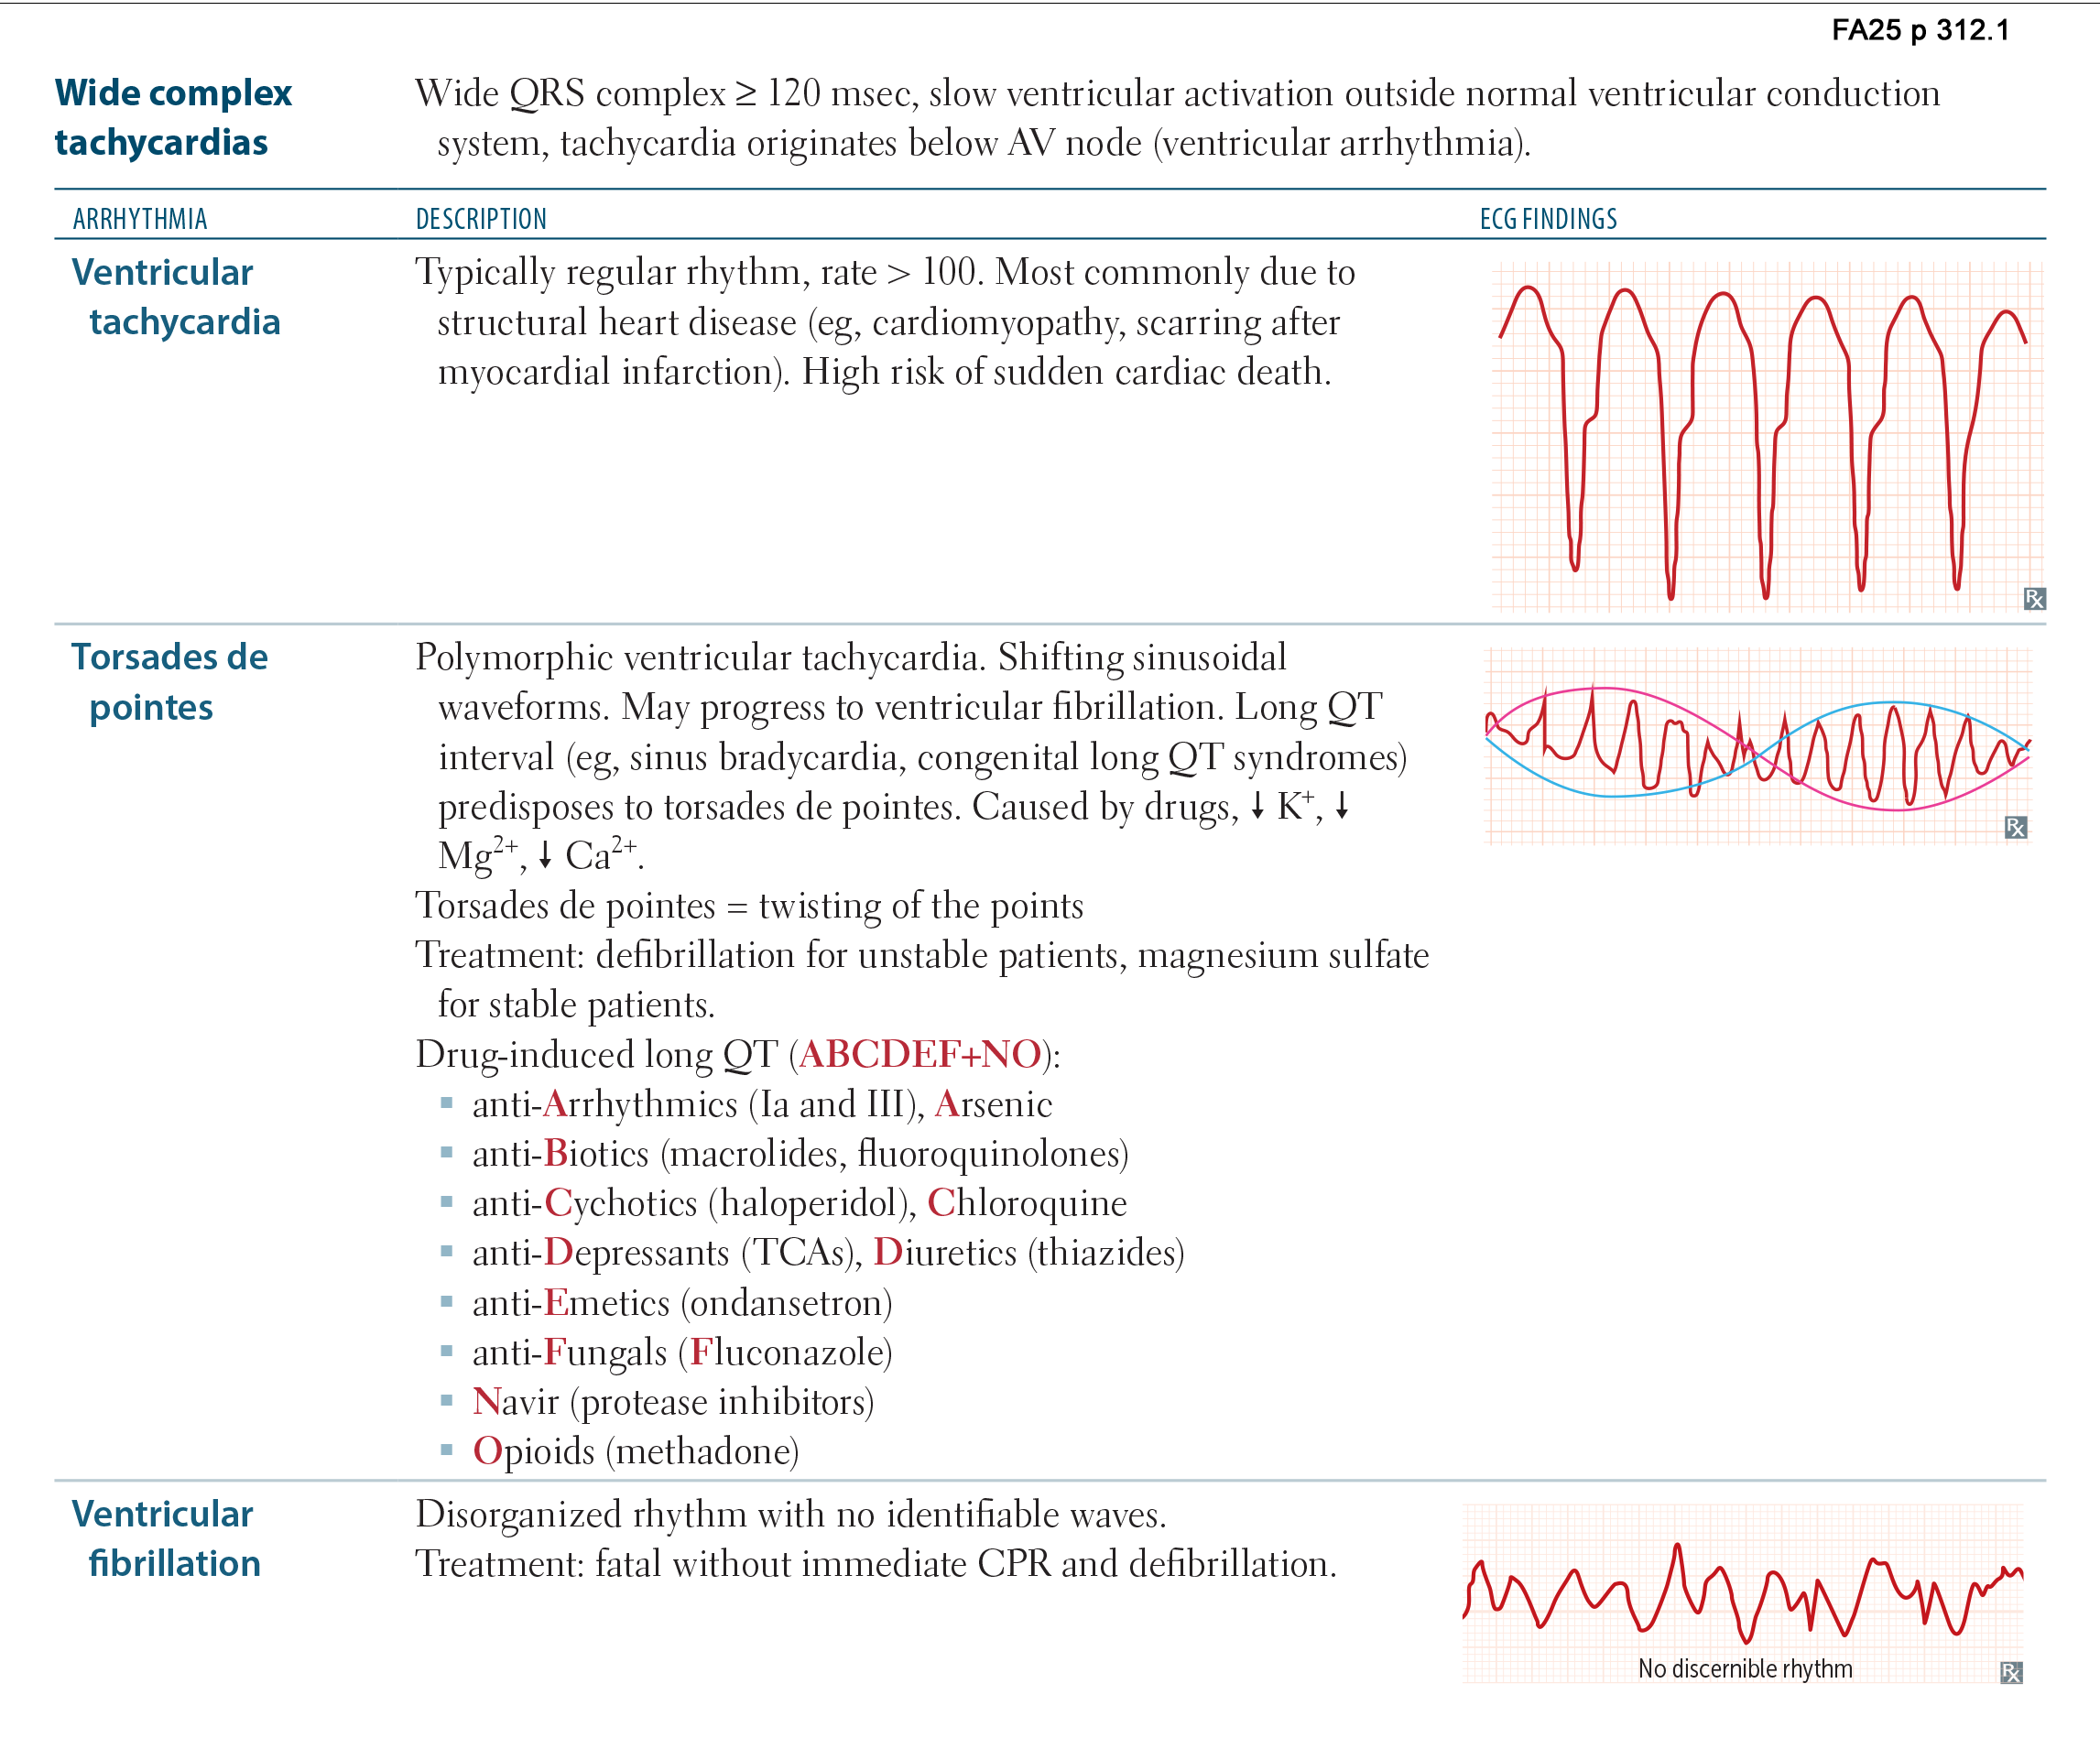 FA25 p 312.1
Wide complex
tachycardias
Wide QRS complex ≥ 120 msec, slow ventricular activation outside normal ventricular conduction
system, tachycardia originates below AV node (ventricular arrhythmia).
ARRHYTHMIA DESCRIPTION ECG FINDINGS
Ventricular
tachycardia
Typically regular rhythm, rate > 100. Most commonly due to
structural heart disease (eg, cardiomyopathy, scarring after
myocardial infarction). High risk of sudden cardiac death.
Rx
Torsades de
pointes
Polymorphic ventricular tachycardia. Shifting sinusoidal
waveforms. May progress to ventricular fibrillation. Long QT
interval (eg, sinus bradycardia, congenital long QT syndromes)
predisposes to torsades de pointes. Caused by drugs, ↓ K⁺, ↓
Mg²⁺, ↓ Ca²⁺.
Torsades de pointes = twisting of the points
Treatment: defibrillation for unstable patients, magnesium sulfate
for stable patients.
Drug-induced long QT (ABCDEF+NO):
▪ anti-Arrhythmics (Ia and III), Arsenic
▪ anti-Biotics (macrolides, fluoroquinolones)
▪ anti-Cychotics (haloperidol), Chloroquine
▪ anti-Depressants (TCAs), Diuretics (thiazides)
▪ anti-Emetics (ondansetron)
▪ anti-Fungals (Fluconazole)
▪ Navir (protease inhibitors)
▪ Opioids (methadone)
Rx
Ventricular
fibrillation
Disorganized rhythm with no identifiable waves.
Treatment: fatal without immediate CPR and defibrillation.
No discernible rhythm
Rx